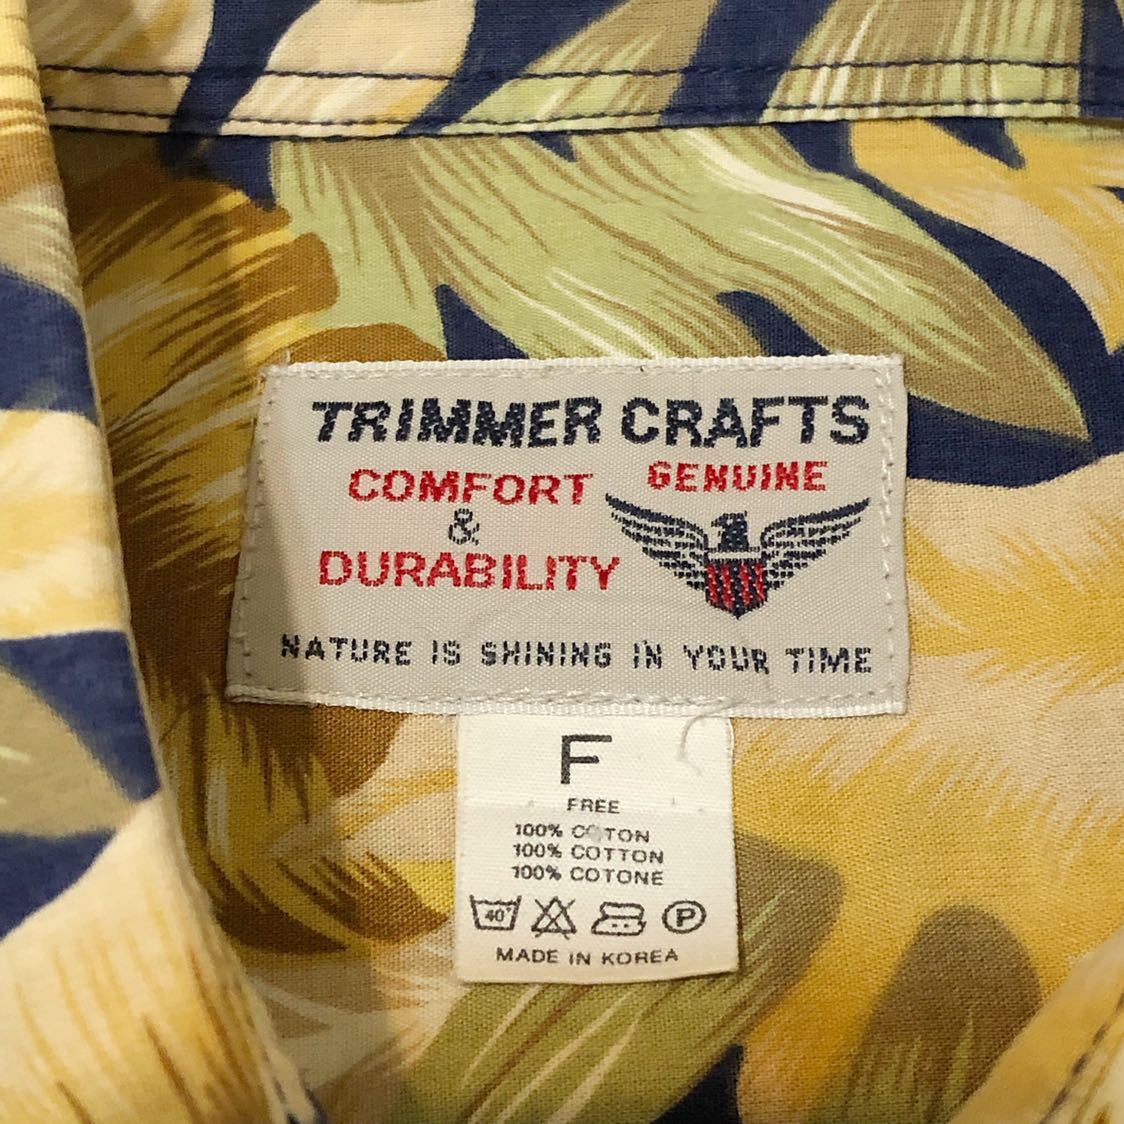 TRIMMER CRAFTS
COMFORT
&
DURABILITY
GENUINE
NATURE IS SHINING IN YOUR TIME
F
FREE
100% COTON
100% COTTON
100% COTONE
40°
P
MADE IN KOREA